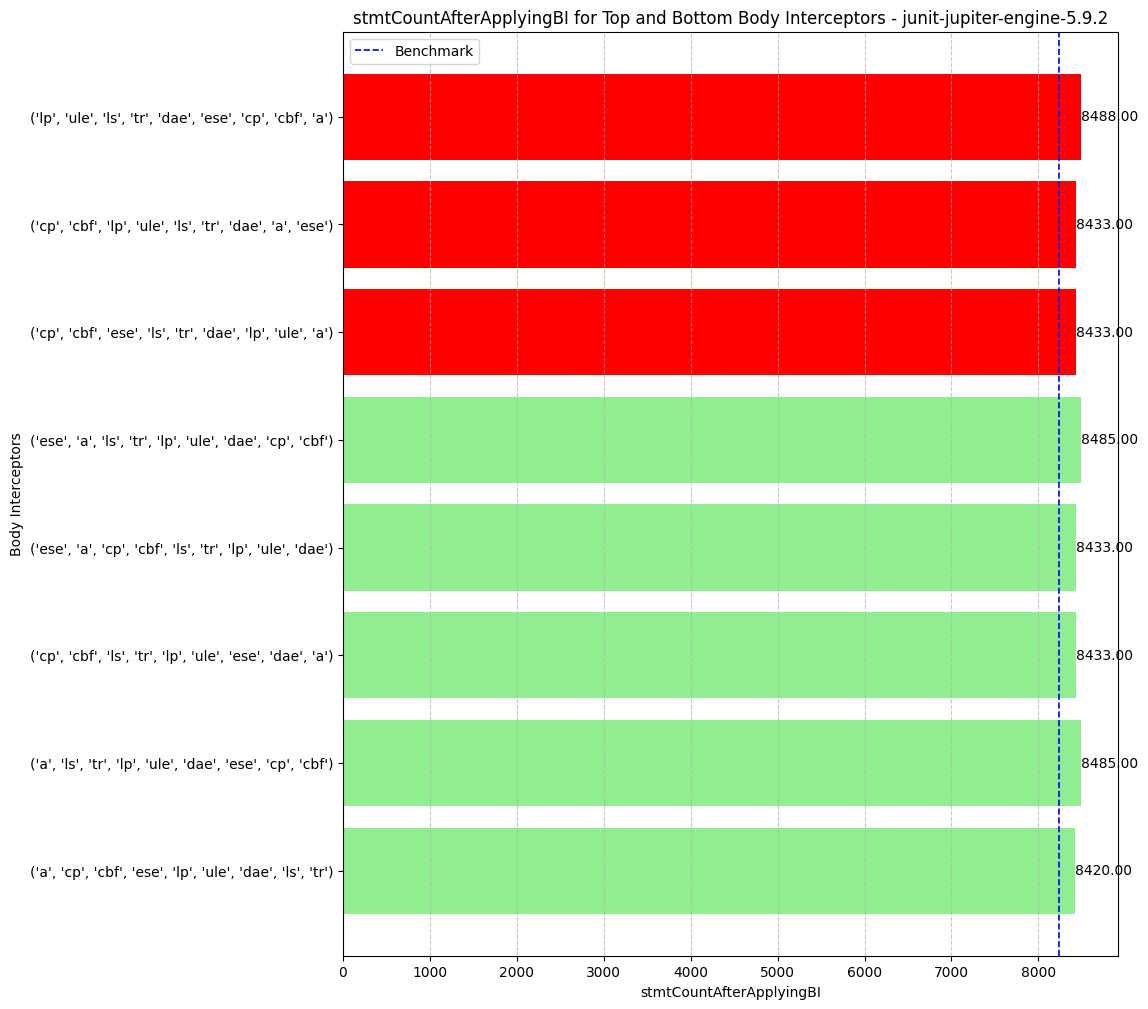 stmtCountAfterApplyingBI for Top and Bottom Body Interceptors - junit-jupiter-engine-5.9.2
Benchmark
('lp', 'ule', 'ls', 'tr', 'dae', 'ese', 'cp', 'cbf', 'a')
8488.00
('cp', 'cbf', 'lp', 'ule', 'ls', 'tr', 'dae', 'a', 'ese')
8433.00
('cp', 'cbf', 'ese', 'ls', 'tr', 'dae', 'lp', 'ule', 'a')
8433.00
('ese', 'a', 'ls', 'tr', 'lp', 'ule', 'dae', 'cp', 'cbf')
8485.00
('ese', 'a', 'cp', 'cbf', 'ls', 'tr', 'lp', 'ule', 'dae')
8433.00
('cp', 'cbf', 'ls', 'tr', 'lp', 'ule', 'ese', 'dae', 'a')
8433.00
('a', 'ls', 'tr', 'lp', 'ule', 'dae', 'ese', 'cp', 'cbf')
8485.00
('a', 'cp', 'cbf', 'ese', 'lp', 'ule', 'dae', 'ls', 'tr')
8420.00
Body Interceptors
0 1000 2000 3000 4000 5000 6000 7000 8000
stmtCountAfterApplyingBI